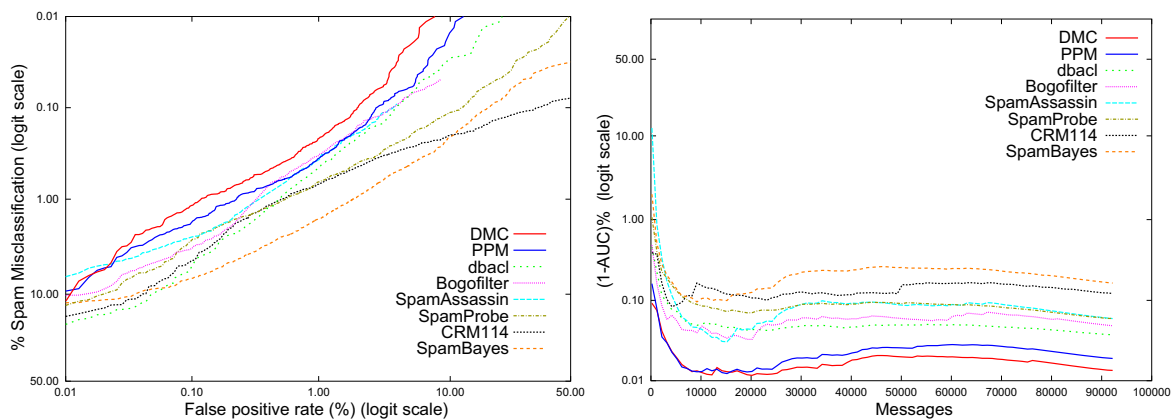 % Spam Misclassification (logit scale)
0.01
0.10
1.00
10.00
50.00
0.01 0.10 1.00 10.00 50.00
False positive rate (%) (logit scale)
DMC
PPM
dbacl
Bogofilter
SpamAssassin
SpamProbe
CRM114
SpamBayes
(1-AUC)% (logit scale)
50.00
10.00
1.00
0.10
0.01
0 10000 20000 30000 40000 50000 60000 70000 80000 90000 100000
Messages
DMC
PPM
dbacl
Bogofilter
SpamAssassin
SpamProbe
CRM114
SpamBayes